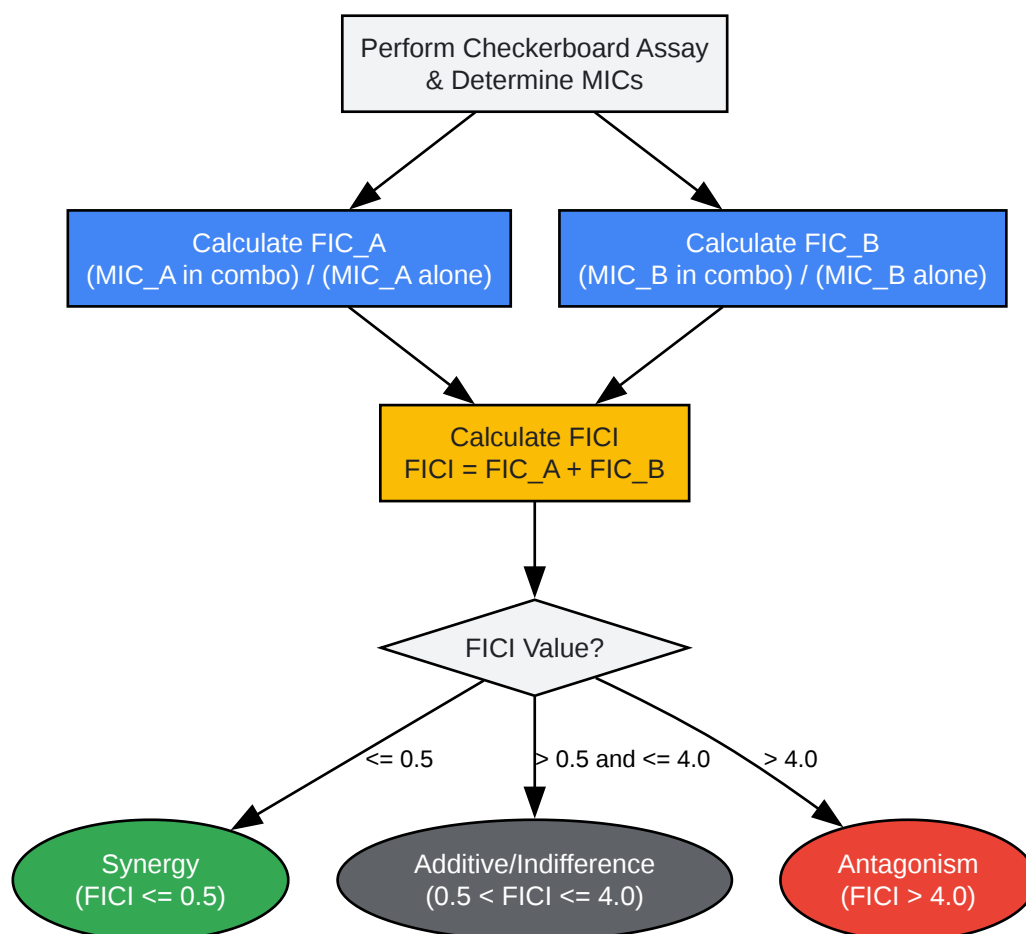 Perform Checkerboard Assay
& Determine MICs
Calculate FIC_A
(MIC_A in combo) / (MIC_A alone)
Calculate FIC_B
(MIC_B in combo) / (MIC_B alone)
Calculate FICI
FICI = FIC_A + FIC_B
FICI Value?
<= 0.5
> 0.5 and <= 4.0
> 4.0
Synergy
(FICI <= 0.5)
Additive/Indifference
(0.5 < FICI <= 4.0)
Antagonism
(FICI > 4.0)